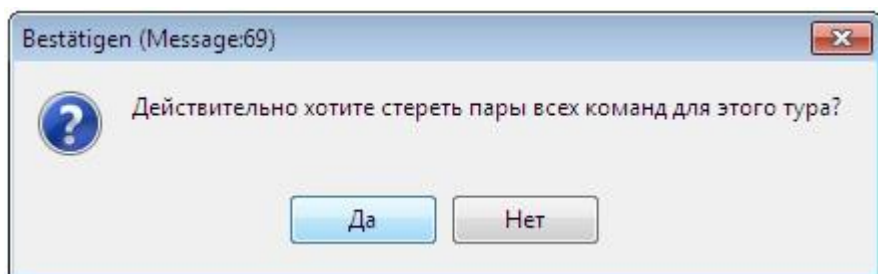 Bestätigen (Message:69)
Действительно хотите стереть пары всех команд для этого тура?
Да Нет